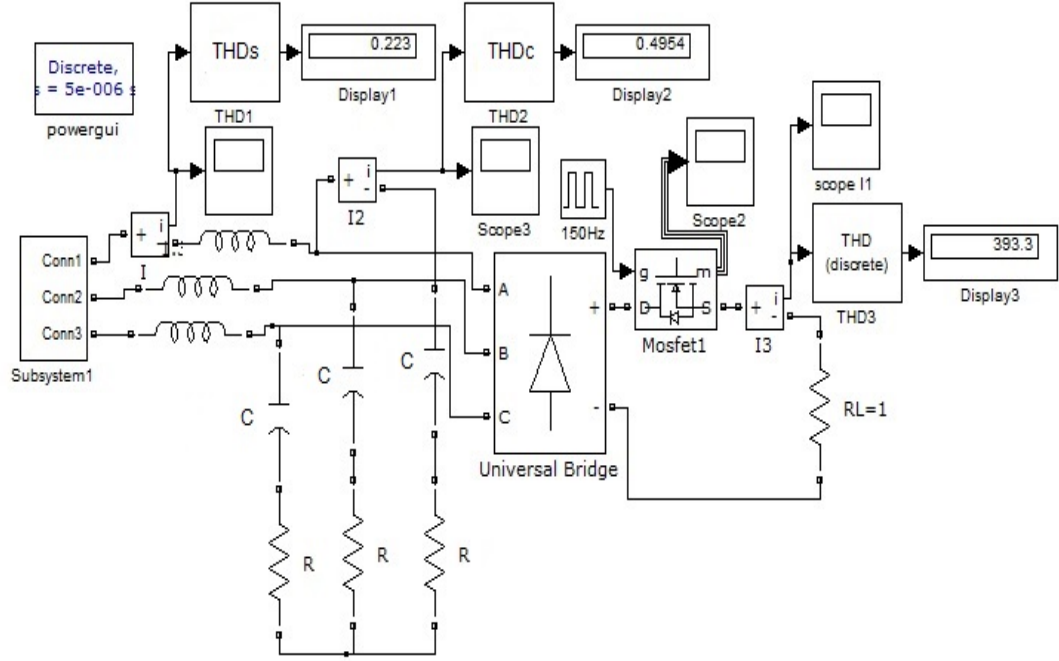 Discrete,
s = 5e-006 s
powergui
THDs
THD1
0.223
Display1
THDc
THD2
0.4954
Display2
+
i
-
I2
Scope3
150Hz
Scope2
scope I1
THD
(discrete)
THD3
393.3
Display3
Conn1
Conn2
Conn3
Subsystem1
+
i
I
A
B
C
+
-
Universal Bridge
g
m
D
S
Mosfet1
+
i
-
I3
RL=1
C
C
C
R
R
R